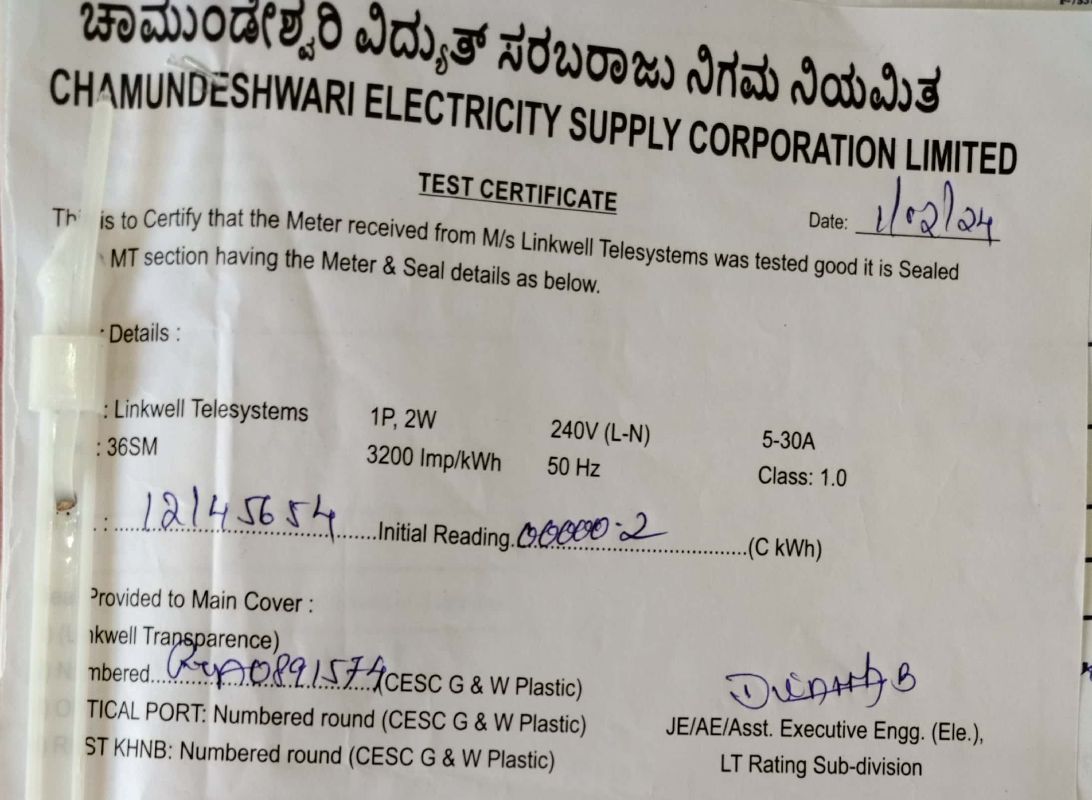 ಚಾಮುಂಡೇಶ್ವರಿ ವಿದ್ಯುತ್ ಸರಬರಾಜು ನಿಗಮ ನಿಯಮಿತ
CHAMUNDESHWARI ELECTRICITY SUPPLY CORPORATION LIMITED
TEST CERTIFICATE
Date: 1/02/24
Th is to Certify that the Meter received from M/s Linkwell Telesystems was tested good it is Sealed
MT section having the Meter & Seal details as below.
Details :
: Linkwell Telesystems 1P, 2W 240V (L-N) 5-30A
: 36SM 3200 Imp/kWh 50 Hz Class: 1.0
: 12145654 Initial Reading 00000.2 (C kWh)
Provided to Main Cover :
nkwell Transparence)
mbered 0891574 (CESC G & W Plastic)
TICAL PORT: Numbered round (CESC G & W Plastic)
ST KHNB: Numbered round (CESC G & W Plastic)
JE/AE/Asst. Executive Engg. (Ele.),
LT Rating Sub-division